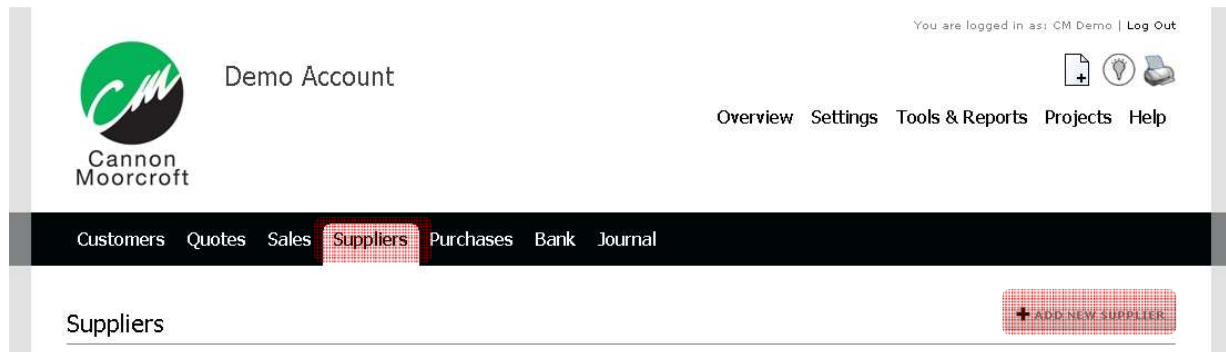 You are logged in as: CM Demo | Log Out
CM
Demo Account
Overview Settings Tools & Reports Projects Help
Cannon
Moorcroft
Customers Quotes Sales Suppliers Purchases Bank Journal
Suppliers
+ ADD NEW SUPPLIER